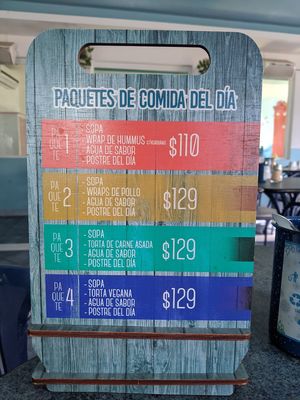 PAQUETES DE COMIDA DEL DÍA
PA QUE TE 1
- SOPA
- WRAP DE HUMMUS
- AGUA DE SABOR
- POSTRE DEL DÍA
$110
PA QUE TE 2
- SOPA
- WRAPS DE POLLO
- AGUA DE SABOR
- POSTRE DEL DÍA
$129
PA QUE TE 3
- SOPA
- TORTA DE CARNE ASADA
- AGUA DE SABOR
- POSTRE DEL DÍA
$129
PA QUE TE 4
- SOPA
- TORTA VEGANA
- AGUA DE SABOR
- POSTRE DEL DÍA
$129